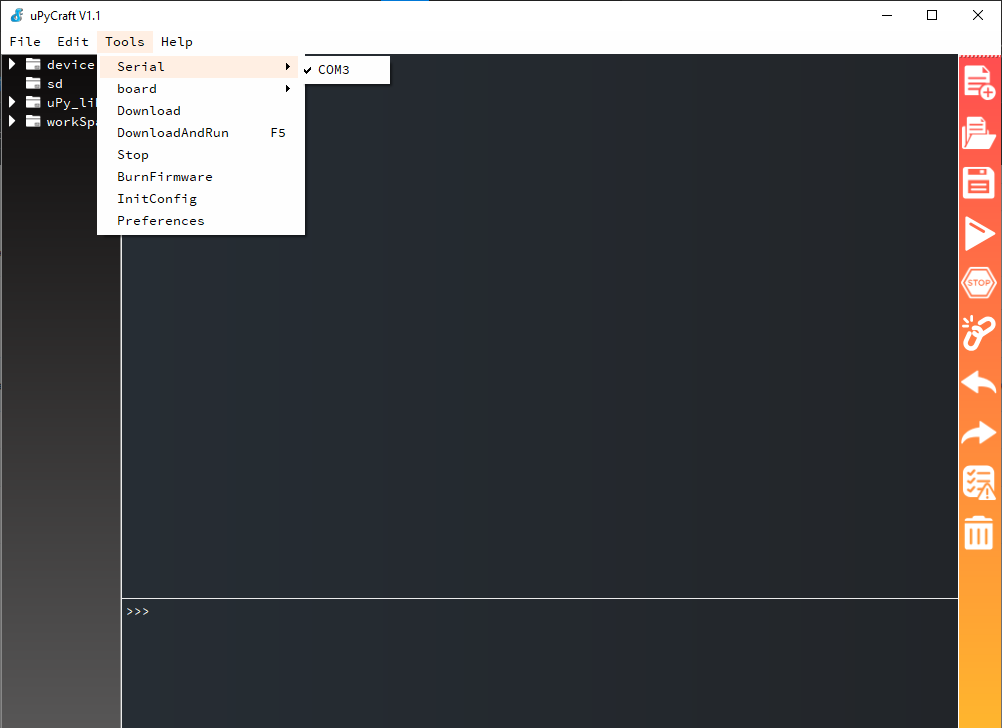 uPyCraft V1.1
File Edit Tools Help
device
sd
uPy_li
workSpa
Serial
COM3
board
Download
DownloadAndRun F5
Stop
BurnFirmware
InitConfig
Preferences
STOP
>>>